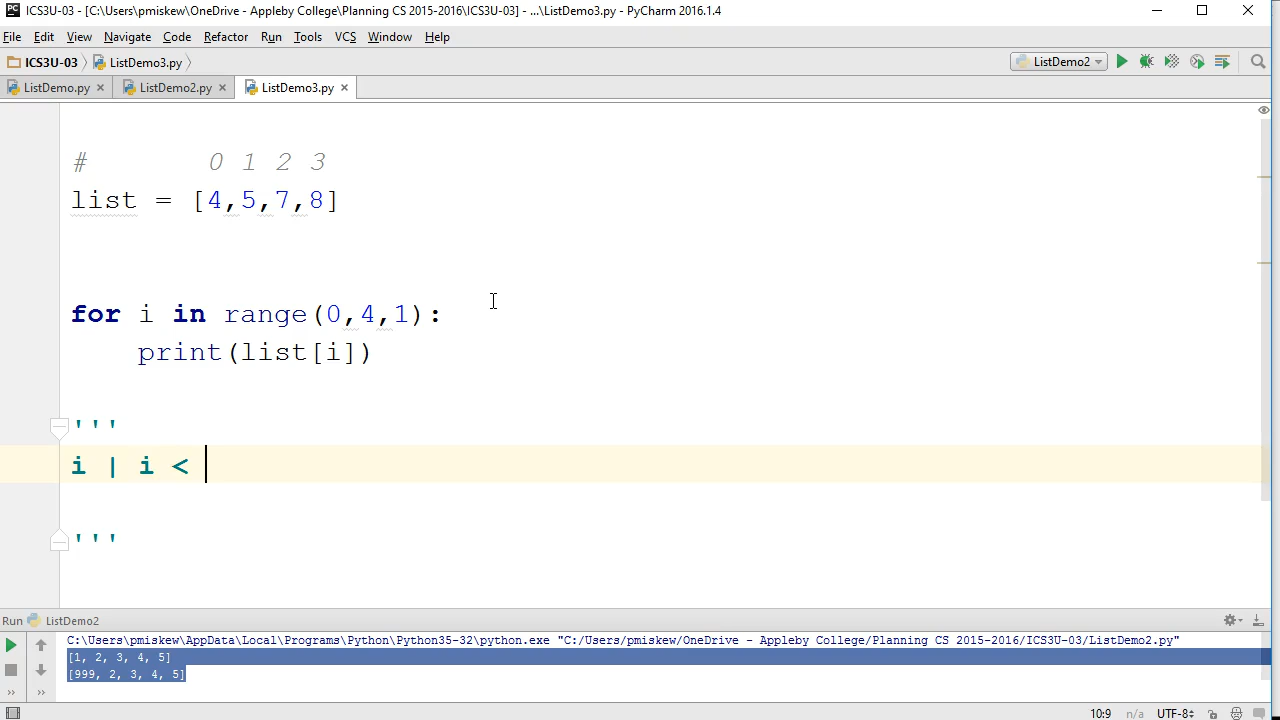 ICS3U-03 - [C:\Users\pmiskew\OneDrive - Appleby College\Planning CS 2015-2016\ICS3U-03] - ...\ListDemo3.py - PyCharm 2016.1.4
File Edit View Navigate Code Refactor Run Tools VCS Window Help
ICS3U-03 ListDemo3.py ListDemo2
ListDemo.py ListDemo2.py ListDemo3.py
# 0 1 2 3
list = [4,5,7,8]
for i in range(0,4,1):
print(list[i])
'''
i | i <
'''
Run ListDemo2
C:\Users\pmiskew\AppData\Local\Programs\Python\Python35-32\python.exe "C:/Users/pmiskew/OneDrive - Appleby College/Planning CS 2015-2016/ICS3U-03/ListDemo2.py"
[1, 2, 3, 4, 5]
[999, 2, 3, 4, 5]
10:9 n/a UTF-8